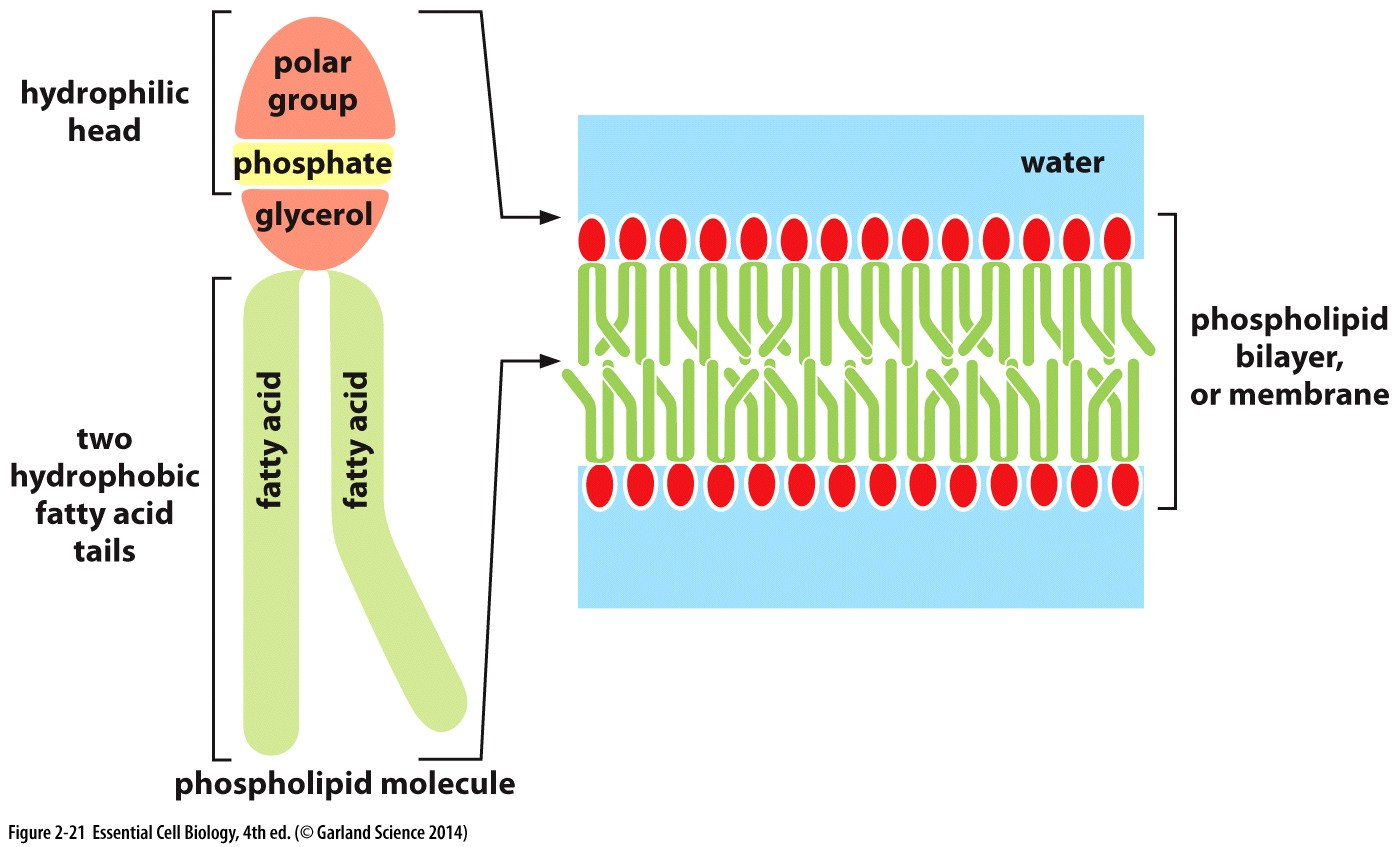 hydrophilic
head
polar
group
phosphate
glycerol
fatty acid
fatty acid
two
hydrophobic
fatty acid
tails
phospholipid molecule
water
phospholipid
bilayer,
or membrane
Figure 2-21 Essential Cell Biology, 4th ed. (© Garland Science 2014)